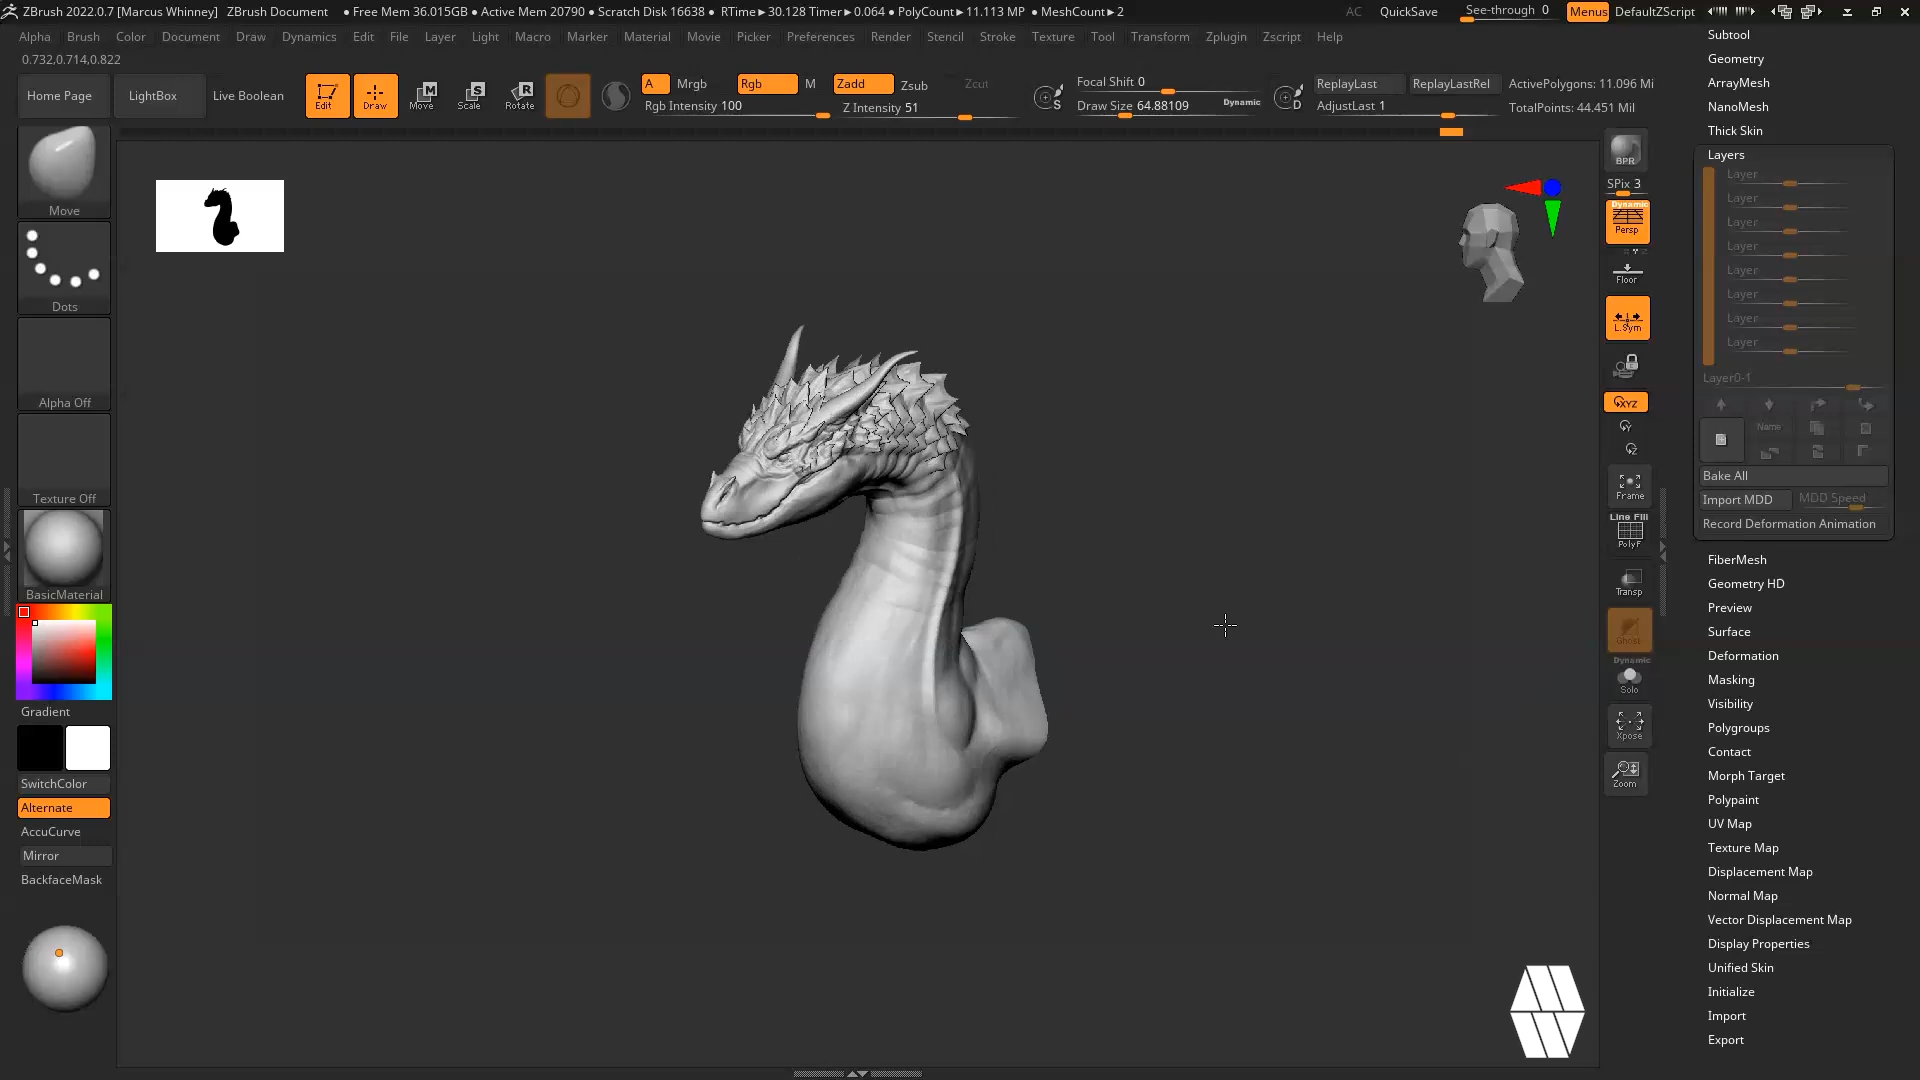 ZBrush 2022.0.7 [Marcus Whinney] ZBrush Document • Free Mem 36.015GB • Active Mem 20790 • Scratch Disk 16638 • RTime►30.128 Timer►0.064 • PolyCount►11.113 MP • MeshCount►2 AC QuickSave See-through 0 Menus DefaultZScript
Alpha Brush Color Document Draw Dynamics Edit File Layer Light Macro Marker Material Movie Picker Preferences Render Stencil Stroke Texture Tool Transform Zplugin Zscript Help
0.732,0.714,0.822
Home Page LightBox Live Boolean
Edit Draw Move Scale Rotate
A Mrgb Rgb M Zadd Zsub Zcut
Rgb Intensity 100 Z Intensity 51
S Focal Shift 0
Draw Size 64.88109 Dynamic
D ReplayLast ReplayLastRel ActivePolygons: 11.096 Mi
AdjustLast 1 TotalPoints: 44.451 Mil
Move
Dots
Alpha Off
Texture Off
BasicMaterial
Gradient
SwitchColor
Alternate
AccuCurve
Mirror
BackfaceMask
BPR
SPix 3
Dynamic
Persp
Floor
L.Sym
XYZ
Y
Z
Frame
Line Fill
PolyF
Transp
Ghost
Dynamic
Solo
Xpose
Zoom
Subtool
Geometry
ArrayMesh
NanoMesh
Thick Skin
Layers
Layer
Layer
Layer
Layer
Layer
Layer
Layer
Layer
Layer0-1
Name
Bake All
Import MDD MDD Speed
Record Deformation Animation
FiberMesh
Geometry HD
Preview
Surface
Deformation
Masking
Visibility
Polygroups
Contact
Morph Target
Polypaint
UV Map
Texture Map
Displacement Map
Normal Map
Vector Displacement Map
Display Properties
Unified Skin
Initialize
Import
Export